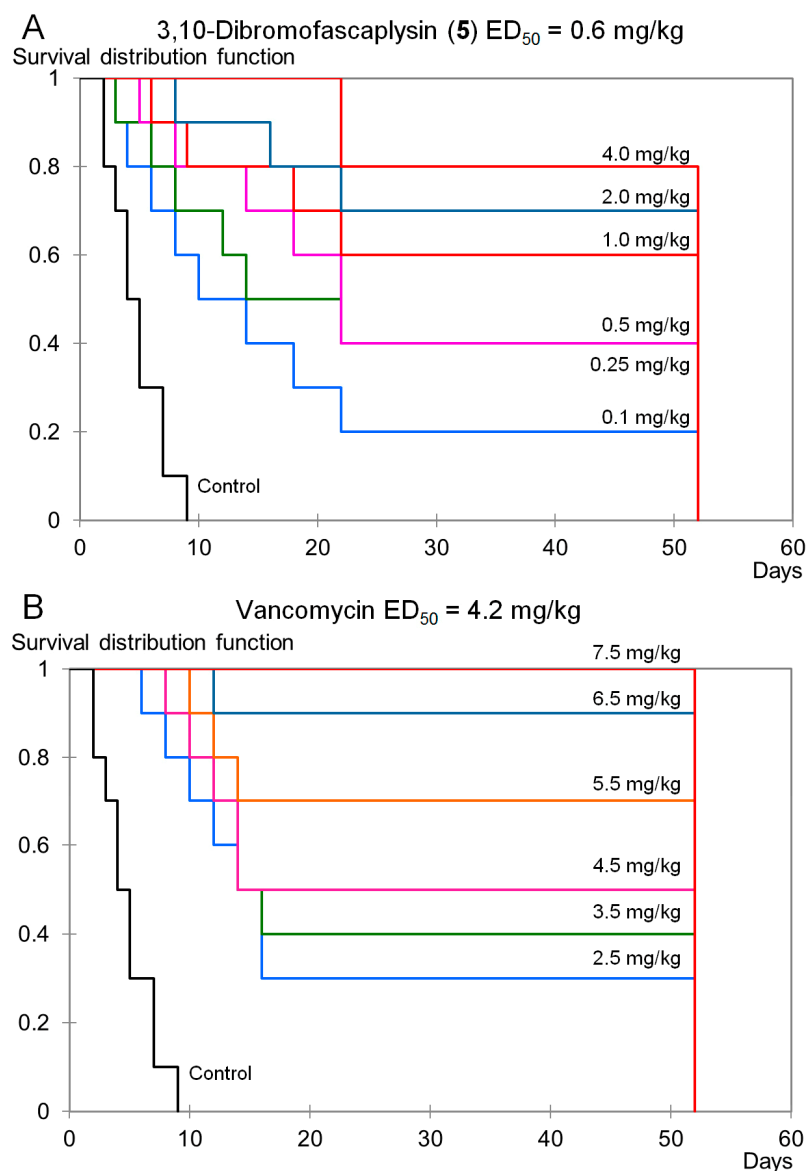 A
3,10-Dibromofascaplysin (5) ED50 = 0.6 mg/kg
Survival distribution function
1
0.8
0.6
0.4
0.2
0
4.0 mg/kg
2.0 mg/kg
1.0 mg/kg
0.5 mg/kg
0.25 mg/kg
0.1 mg/kg
Control
0 10 20 30 40 50 60
Days
B
Vancomycin ED50 = 4.2 mg/kg
Survival distribution function
1
0.8
0.6
0.4
0.2
0
7.5 mg/kg
6.5 mg/kg
5.5 mg/kg
4.5 mg/kg
3.5 mg/kg
2.5 mg/kg
Control
0 10 20 30 40 50 60
Days